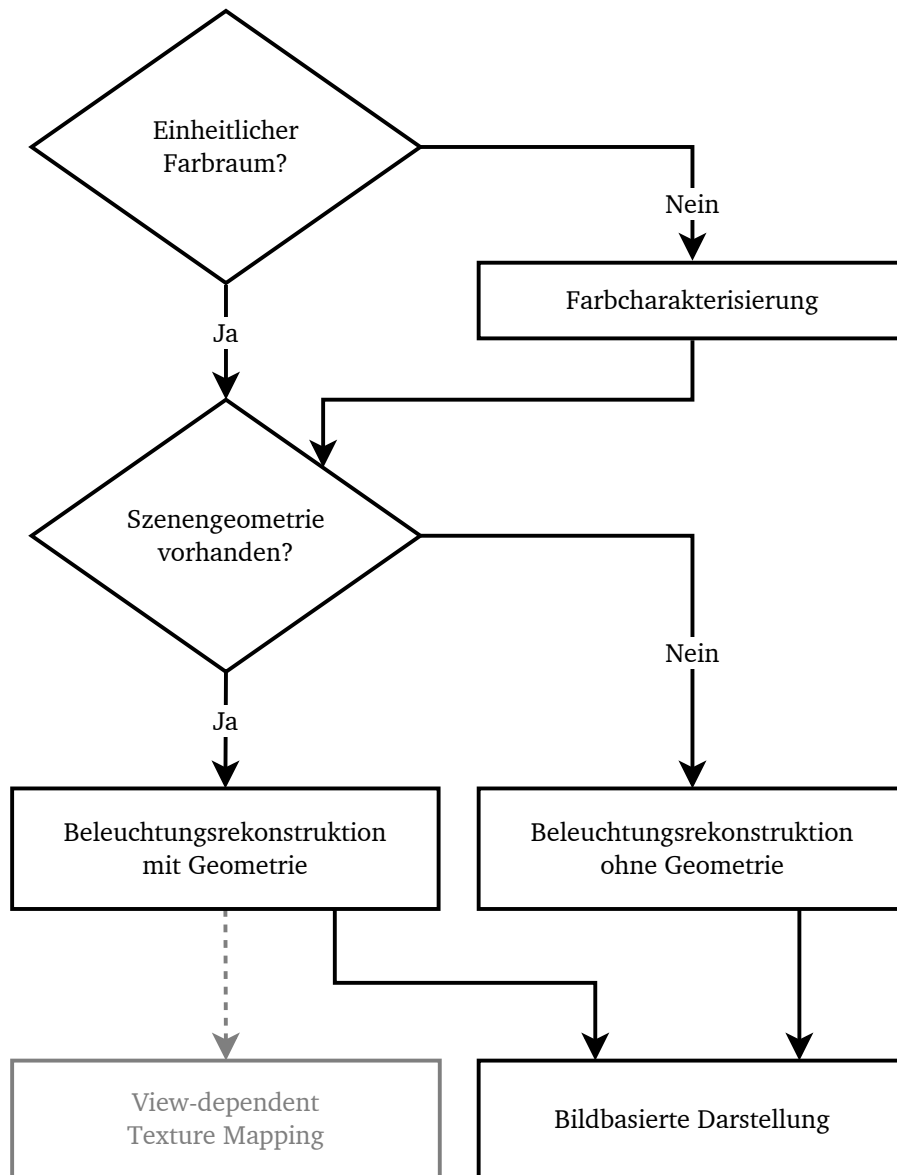 Einheitlicher
Farbraum?
Nein
Farbcharakterisierung
Ja
Szenengeometrie
vorhanden?
Nein
Ja
Beleuchtungsrekonstruktion
mit Geometrie
Beleuchtungsrekonstruktion
ohne Geometrie
View-dependent
Texture Mapping
Bildbasierte Darstellung